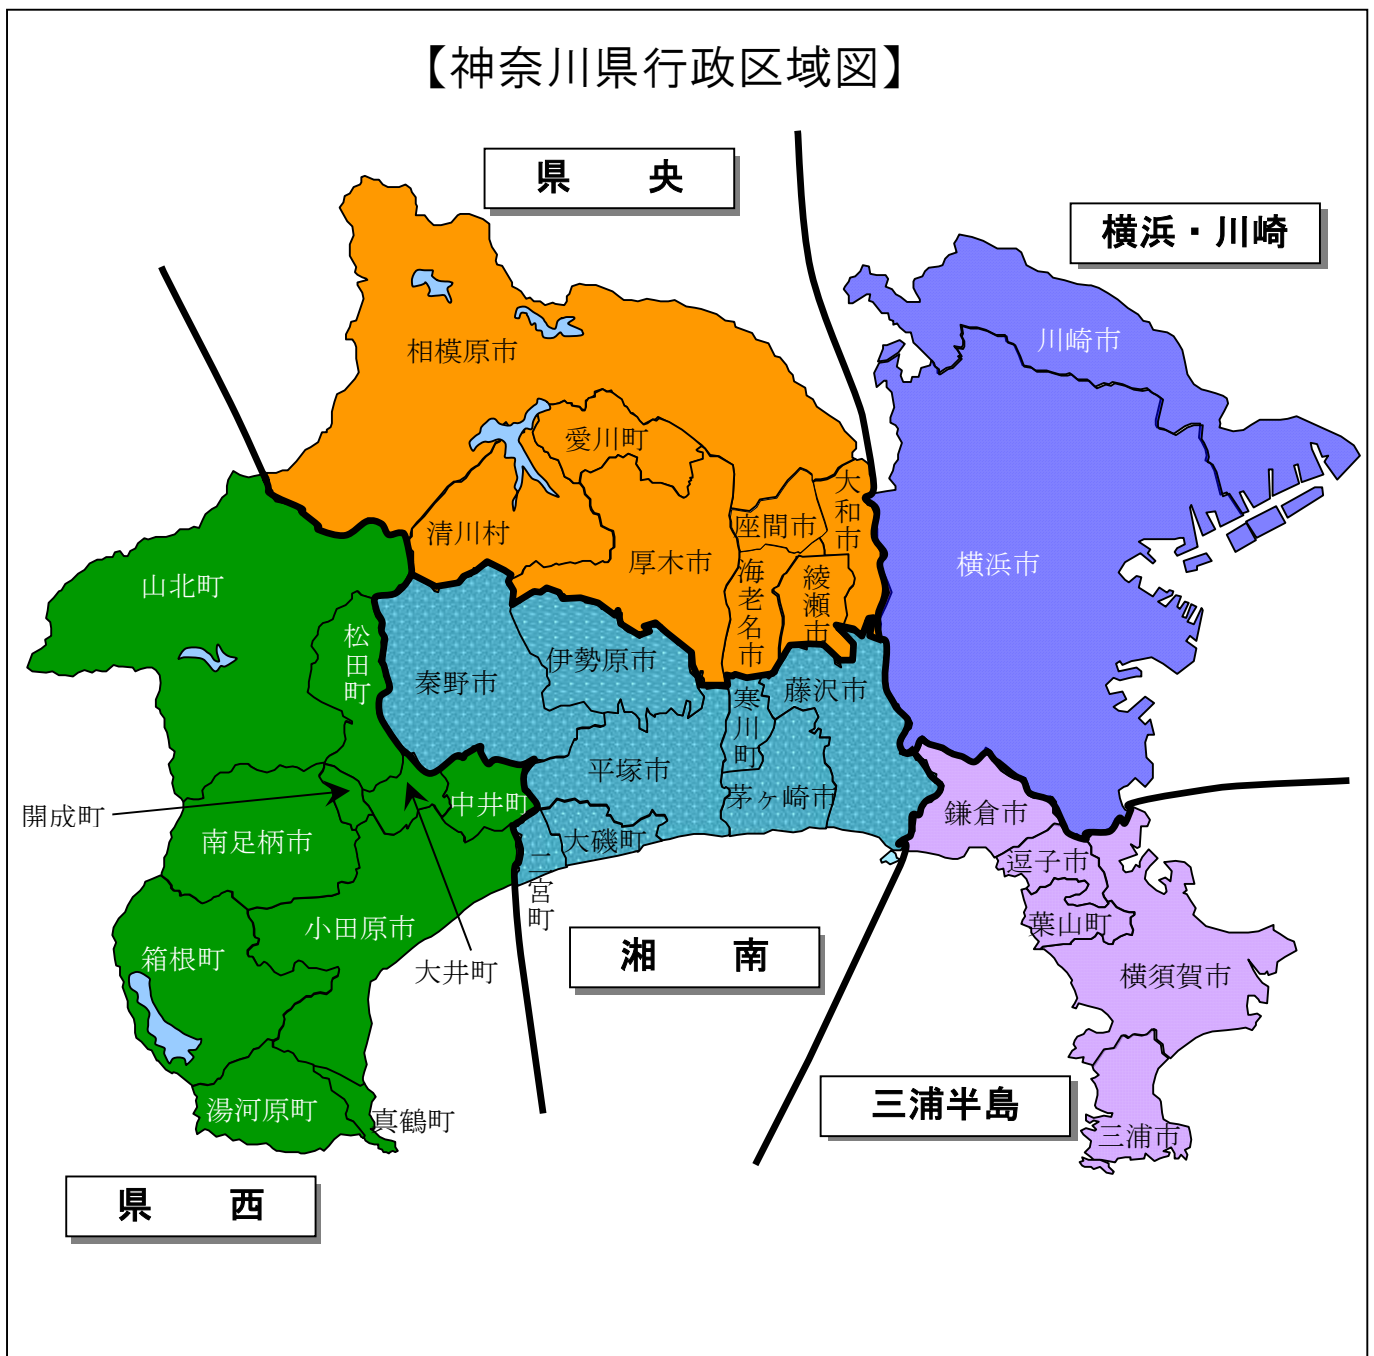 【神奈川県行政区域図】
県　央
横浜・川崎
川崎市
相模原市
愛川町
大和市
清川村
座間市
厚木市
海老名市
綾瀬市
横浜市
山北町
松田町
秦野市
伊勢原市
寒川町
藤沢市
平塚市
茅ヶ崎市
中井町
開成町
南足柄市
大磯町
二宮町
鎌倉市
逗子市
葉山町
小田原市
箱根町
大井町
湘　南
横須賀市
三浦半島
湯河原町
真鶴町
三浦市
県　西